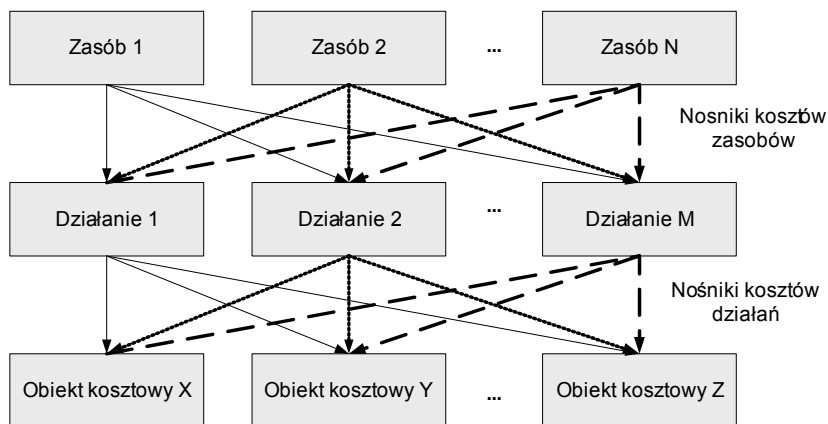 Zasób 1
Zasób 2
...
Zasób N
Nosniki kosztów
zasobów
Działanie 1
Działanie 2
...
Działanie M
Nośniki kosztów
działań
Obiekt kosztowy X
Obiekt kosztowy Y
...
Obiekt kosztowy Z